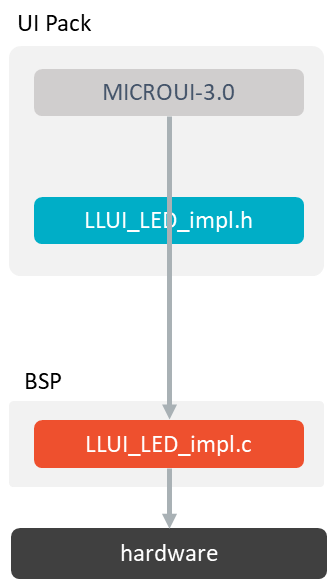 UI Pack
MICROUI-3.0
LLUI_LED_impl.h
BSP
LLUI_LED_impl.c
hardware